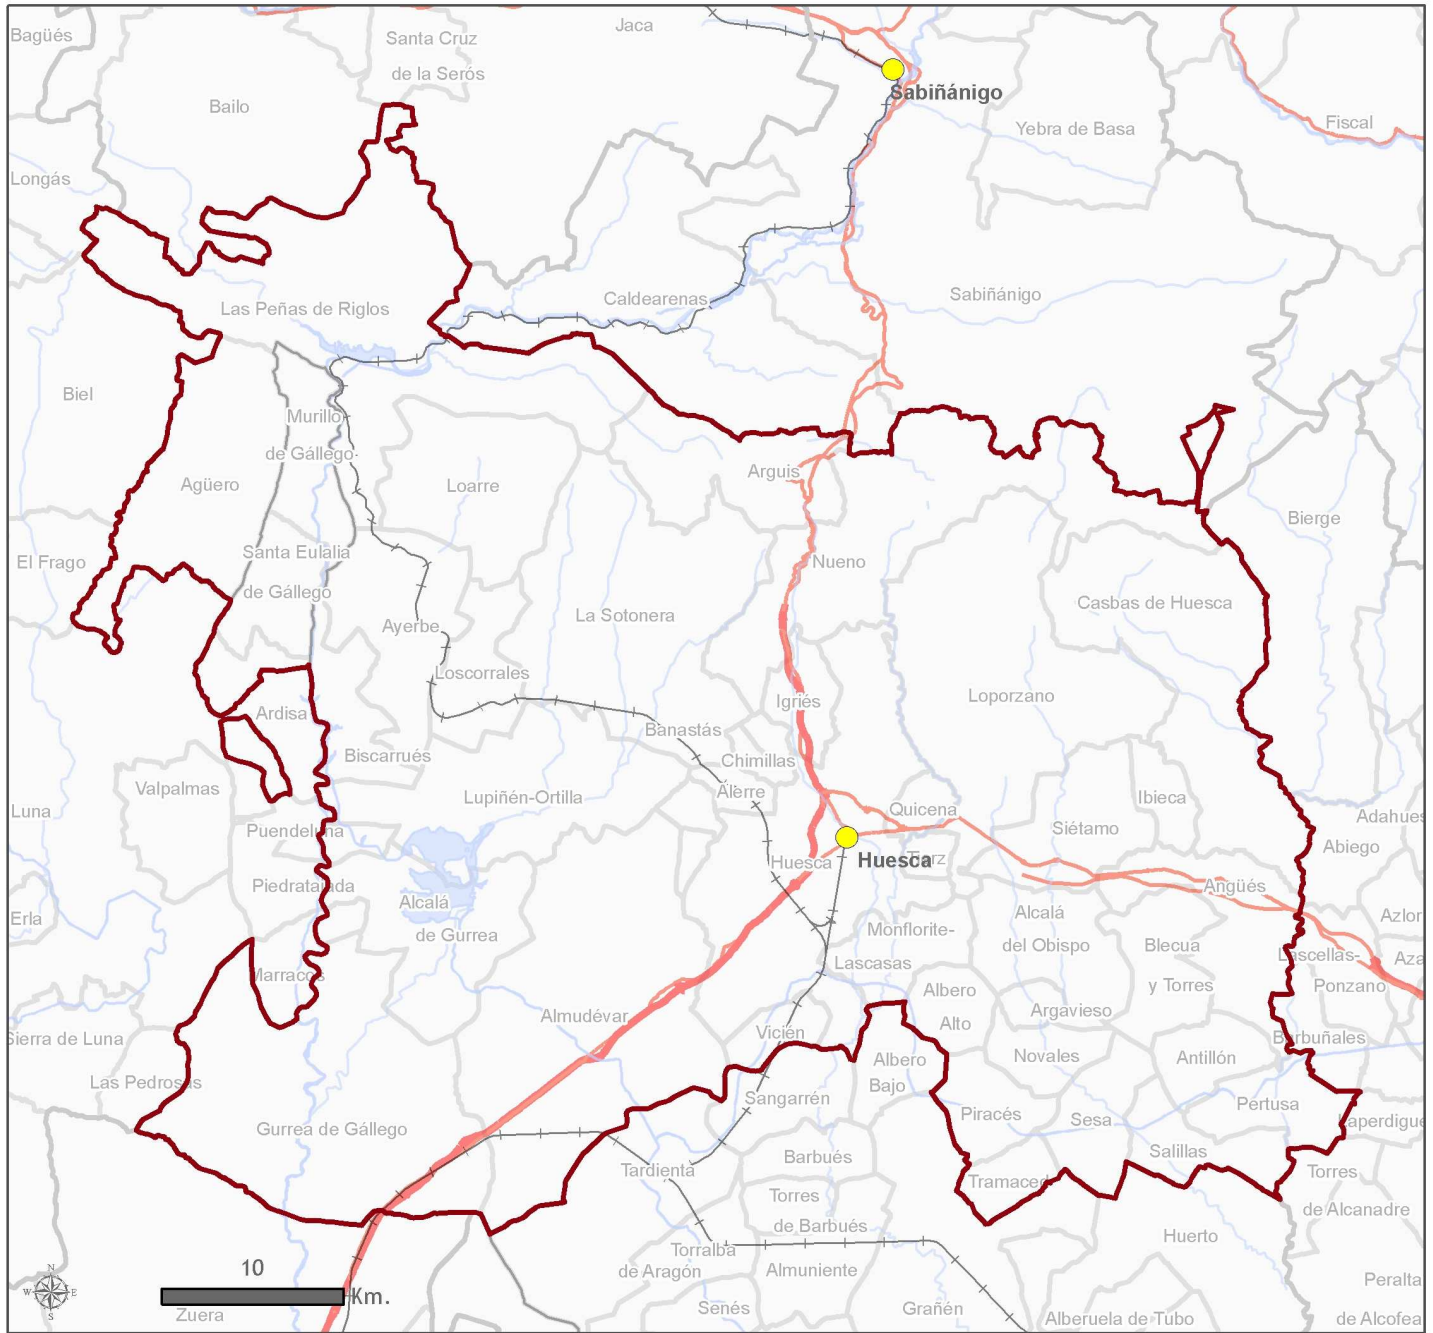 Jaca
Bagüés
Santa Cruz
de la Serós
Sabiñánigo
Bailo
Yebra de Basa
Fiscal
Longás
Las Peñas de Riglos
Caldearenas
Sabiñánigo
Biel
Murillo
de Gállego
Arguis
Agüero
Loarre
Bierge
El Frago
Santa Eulalia
de Gállego
Nueno
Casbas de Huesca
La Sotonera
Ayerbe
Loscorrales
Igriés
Loporzano
Ardisa
Banastás
Biscarrués
Chimillas
Valpalmas
Alerre
Lupiñén-Ortilla
Ibieca
Quicena
Luna
Puendeluna
Siétamo
Adahues
Abiego
Huesca
Huesca
Tierz
Piedratajada
Angüés
Alcalá
de Gurrea
Erla
Alcalá
del Obispo
Azlor
Monflorite-
Lascasas
Blecua
y Torres
Lascellas-
Ponzano
Aza
Marracos
Albero
Alto
Argavieso
Almudévar
Vicién
Sierra de Luna
Barbuñales
Novales
Antillón
Albero
Bajo
Las Pedrosas
Sangarrén
Piracés
Sesa
Pertusa
Laperdigue
Gurrea de Gállego
Salillas
Barbués
Tardienta
Tramaced
Torres
de Alcanadre
Torres
de Barbués
Huerto
Torralba
de Aragón
Almuniente
10
Km.
N
W
E
S
Peralta
de Alcofea
Zuera
Senés
Grañén
Alberuela de Tubo